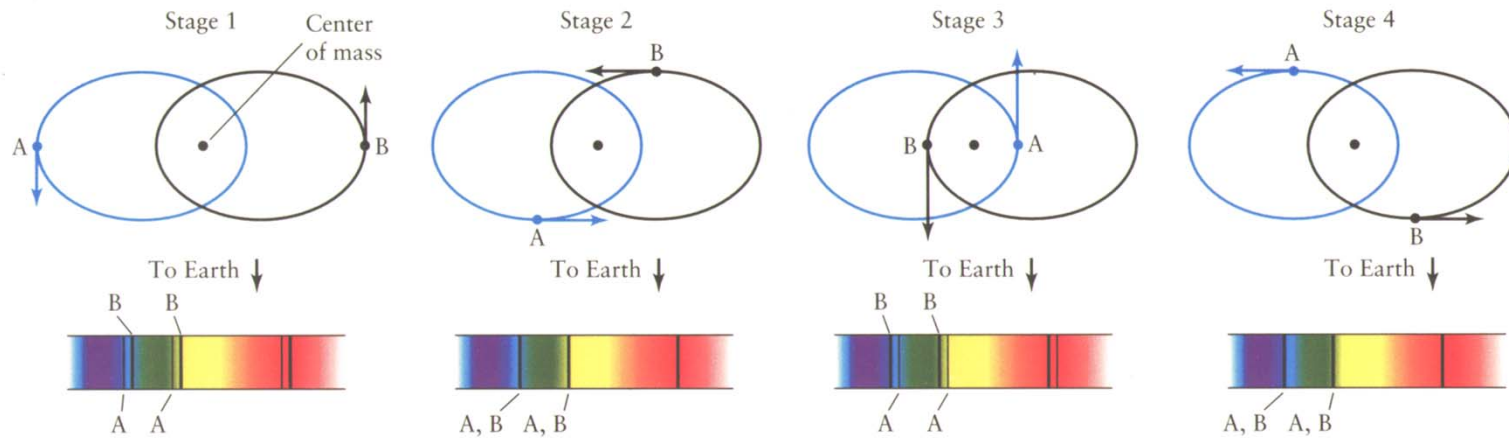 Stage 1
Center
of mass
A
B
To Earth
B B
A A
Stage 2
B
A
To Earth
A, B A, B
Stage 3
B
A
To Earth
B B
A A
Stage 4
A
B
To Earth
A, B A, B